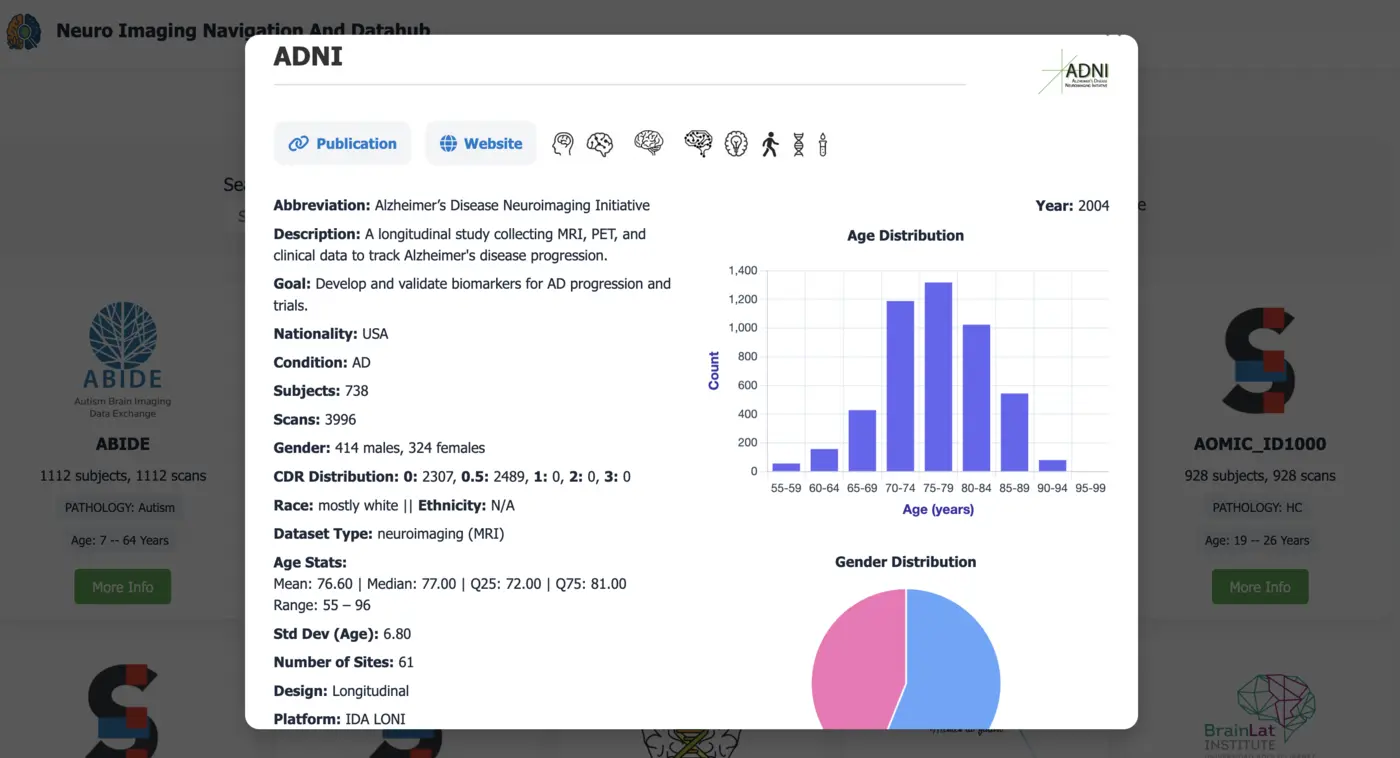 Neuro Imaging Navigation And Datahub
ADNI
ADNI
Alzheimer's Disease
Neuroimaging Initiative
Publication
Website
Abbreviation: Alzheimer’s Disease Neuroimaging Initiative
Description: A longitudinal study collecting MRI, PET, and
clinical data to track Alzheimer's disease progression.
Goal: Develop and validate biomarkers for AD progression and
trials.
Nationality: USA
Condition: AD
Subjects: 738
Scans: 3996
Gender: 414 males, 324 females
CDR Distribution: 0: 2307, 0.5: 2489, 1: 0, 2: 0, 3: 0
Race: mostly white || Ethnicity: N/A
Dataset Type: neuroimaging (MRI)
Age Stats:
Mean: 76.60 | Median: 77.00 | Q25: 72.00 | Q75: 81.00
Range: 55 – 96
Std Dev (Age): 6.80
Number of Sites: 61
Design: Longitudinal
Platform: IDA LONI
Year: 2004
Age Distribution
1,400
1,200
1,000
800
600
400
200
0
Count
55-59 60-64 65-69 70-74 75-79 80-84 85-89 90-94 95-99
Age (years)
Gender Distribution
ABIDE
Autism Brain Imaging
Data Exchange
ABIDE
1112 subjects, 1112 scans
PATHOLOGY: Autism
Age: 7 -- 64 Years
More Info
AOMIC_ID1000
928 subjects, 928 scans
PATHOLOGY: HC
Age: 19 -- 26 Years
More Info
BrainLat
INSTITUTE